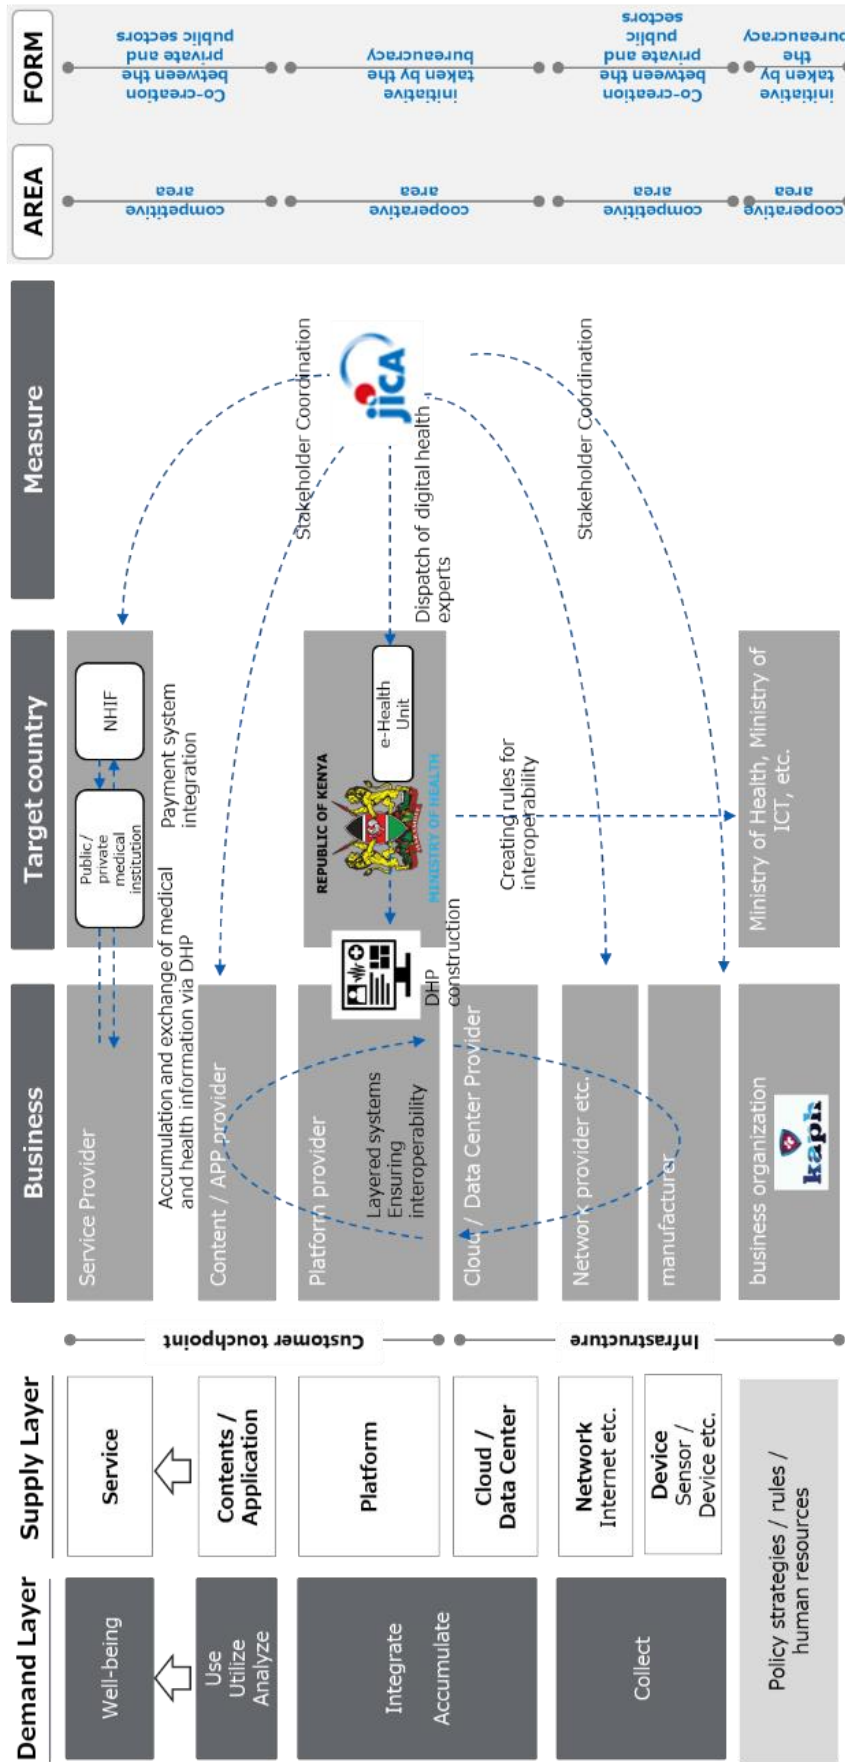 Demand Layer
Supply Layer
Business
Target country
Measure
AREA
FORM
Well-being
Service
Service Provider
Public/
private
medical
institution
NHIF
Payment system
integration
Accumulation and exchange of medical
and health information via DHP
Stakeholder Coordination
competitive
area
Co-creation
between the
private and
public sectors
Customer touchpoint
Use
Utilize
Analyze
Contents /
Application
Content / APP provider
Integrate
Accumulate
Platform
Platform provider
Layered systems
Ensuring
interoperability
DHP
construction
REPUBLIC OF KENYA
MINISTRY OF HEALTH
e-Health
Unit
jica
Dispatch of digital health
experts
cooperative
area
initiative
taken by the
bureaucracy
Cloud /
Data Center
Cloud / Data Center Provider
Creating rules for
interoperability
Infrastructure
Collect
Network
Internet etc.
Network provider etc.
Stakeholder Coordination
competitive
area
Co-creation
between the
private and
public
sectors
Device
Sensor /
Device etc.
manufacturer
Policy strategies / rules /
human resources
business organization
kaph
Ministry of Health, Ministry of
ICT, etc.
cooperative
area
initiative
taken by
the
bureaucracy